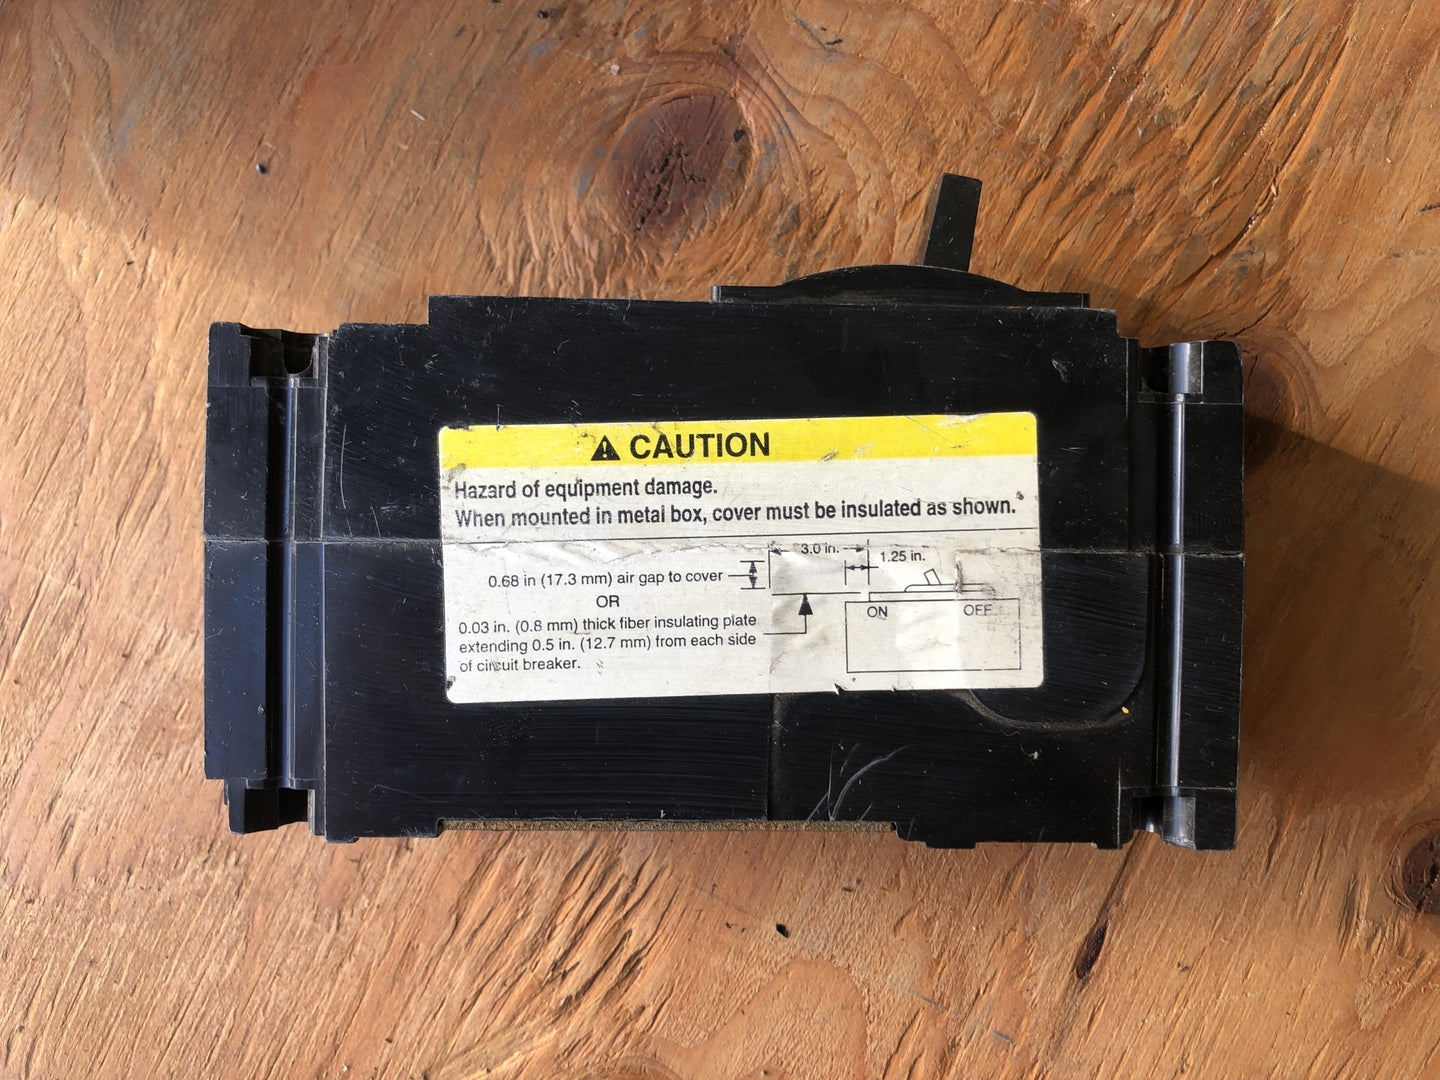 ⚠ CAUTION
Hazard of equipment damage.
When mounted in metal box, cover must be insulated as shown.
3.0 in.
1.25 in.
0.68 in (17.3 mm) air gap to cover
OR
0.03 in. (0.8 mm) thick fiber insulating plate
extending 0.5 in. (12.7 mm) from each side
of circuit breaker.
ON OFF